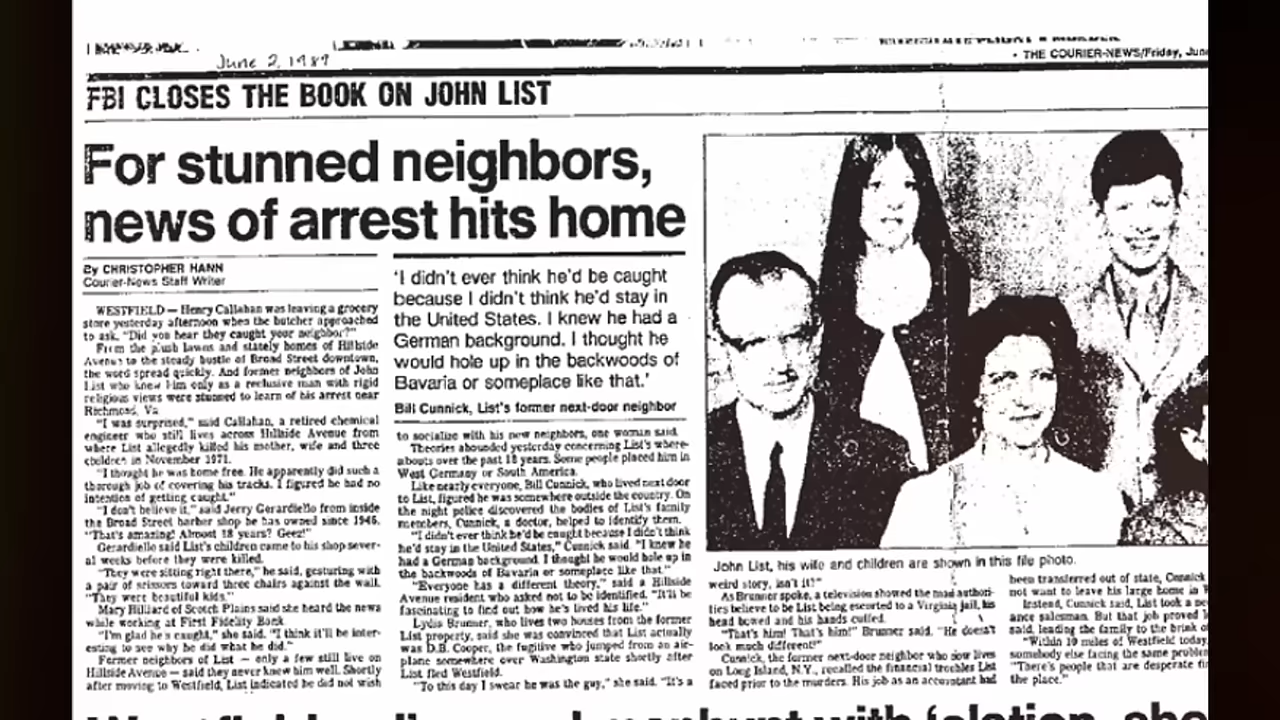 June 2, 1989
• THE COURIER-NEWS/Friday, June
FBI CLOSES THE BOOK ON JOHN LIST
For stunned neighbors,
news of arrest hits home
By CHRISTOPHER HANN
Courier-News Staff Writer
WESTFIELD — Henry Callahan was leaving a grocery
store yesterday afternoon when the butcher approached
to ask, "Did you hear they caught your neighbor?"
From the plush lawns and stately homes of Hillside
Avenue to the steady bustle of Broad Street downtown,
the word spread quickly. And former neighbors of John
List who knew him only as a reclusive man with rigid
religious views were stunned to learn of his arrest near
Richmond, Va
"I was surprised," said Callahan, a retired chemical
engineer who still lives across Hillside Avenue from
where List allegedly killed his mother, wife and three
children in November 1971.
"I thought he was home free. He apparently did such a
thorough job of covering his tracks. I figured he had no
intention of getting caught."
"I don't believe it," said Jerry Gerardiello from inside
the Broad Street barber shop he has owned since 1946.
"That's amazing! Almost 18 years? Geez!"
Gerardiello said List's children came to his shop sever-
al weeks before they were killed.
"They were sitting right there," he said, gesturing with
a pair of scissors toward three chairs against the wall.
"They were beautiful kids."
Mary Hilliard of Scotch Plains said she heard the news
while working at First Fidelity Bank
"I'm glad he's caught," she said. "I think it'll be inter-
esting to see why he did what he did."
Former neighbors of List — only a few still live on
Hillside Avenue — said they never knew him well. Shortly
after moving to Westfield, List indicated he did not wish
'I didn't ever think he'd be caught
because I didn't think he'd stay in
the United States. I knew he had a
German background. I thought he
would hole up in the backwoods of
Bavaria or someplace like that.'
Bill Cunnick, List's former next-door neighbor
to socialize with his new neighbors, one woman said.
Theories abounded yesterday concerning List's where-
abouts over the past 18 years. Some people placed him in
West Germany or South America.
Like nearly everyone, Bill Cunnick, who lived next door
to List, figured he was somewhere outside the country. On
the night police discovered the bodies of List's family
members, Cunnick, a doctor, helped to identify them.
"I didn't ever think he'd be caught because I didn't think
he'd stay in the United States," Cunnick said. "I knew he
had a German background. I thought he would hole up in
the backwoods of Bavaria or someplace like that."
"Everyone has a different theory," said a Hillside
Avenue resident who asked not to be identified. "It'll be
fascinating to find out how he's lived his life."
Lydia Brunner, who lives two houses from the former
List property, said she was convinced that List actually
was D.B. Cooper, the fugitive who jumped from an air-
plane somewhere over Washington state shortly after
List fled Westfield.
"To this day I swear he was the guy," she said. "It's a
John List, his wife and children are shown in this file photo.
weird story, isn't it?"
As Brunner spoke, a television showed the man authori-
ties believe to be List being escorted to a Virginia jail, his
head bowed and his hands cuffed.
"That's him! That's him!" Brunner said. "He doesn't
look much different!"
Cunnick, the former next-door neighbor who now lives
on Long Island, N.Y., recalled the financial troubles List
faced prior to the murders. His job as an accountant had
been transferred out of state, Cunnick
not want to leave his large home in
Instead, Cunnick said, List took a
ance salesman. But that job proved
said, leading the family to the brink of
"Within 10 miles of Westfield today,
somebody else facing the same
"There's people that are desperate
the place."